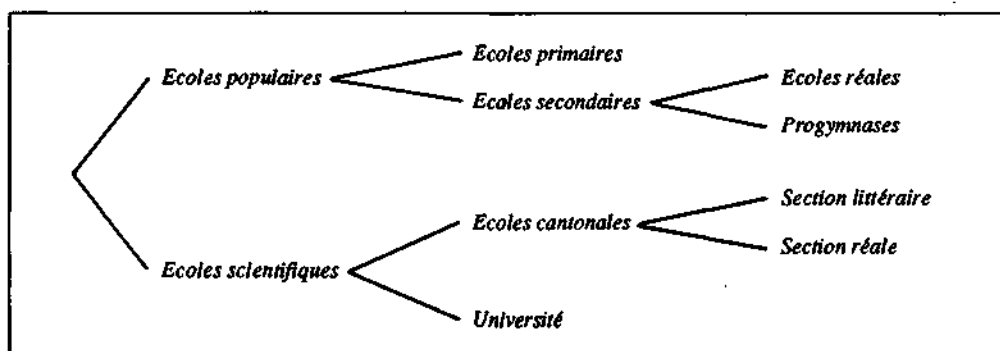 Ecoles populaires
Ecoles primaires
Ecoles secondaires
Ecoles réales
Progymnases
Ecoles scientifiques
Ecoles cantonales
Section littéraire
Section réale
Université